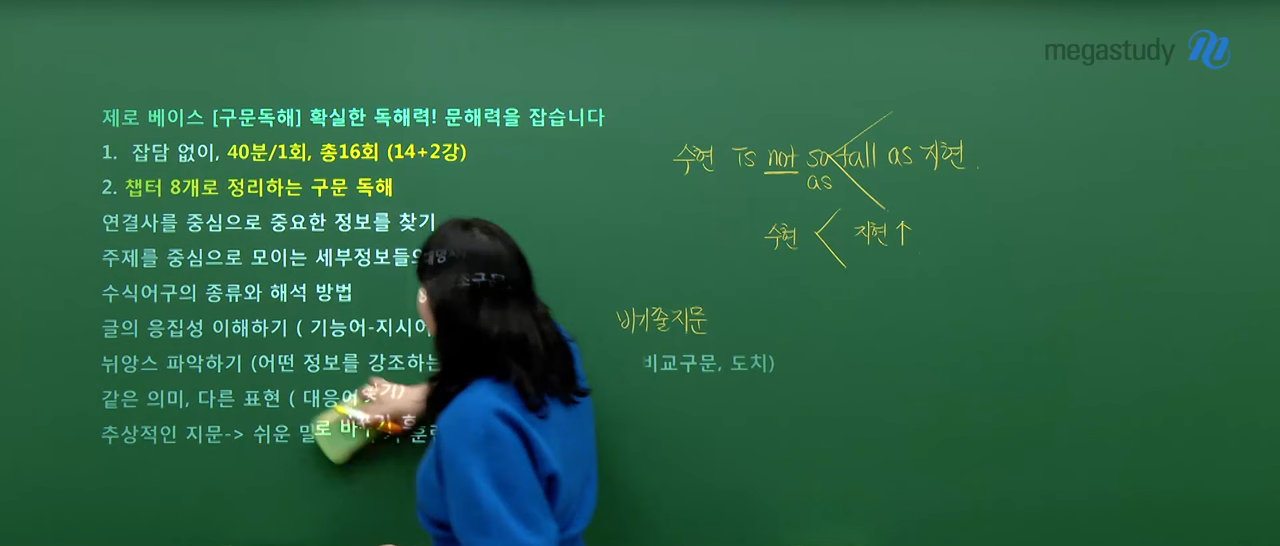 megastudy
제로 베이스 [구문독해] 확실한 독해력! 문해력을 잡습니다
1. 잡담 없이, 40분/1회, 총16회 (14+2강)
2. 챕터 8개로 정리하는 구문 독해
연결사를 중심으로 중요한 정보를 찾기
주제를 중심으로 모이는 세부정보들
수식어구의 종류와 해석 방법
글의 응집성 이해하기 ( 기능어-지시어
뉘앙스 파악하기 (어떤 정보를 강조하는 비교구문, 도치)
같은 의미, 다른 표현 ( 대응어 찾기)
추상적인 지문-> 쉬운 말로 바꾸기 훈련
수현 is not so tall as 지현.
as
수현 < 지현↑